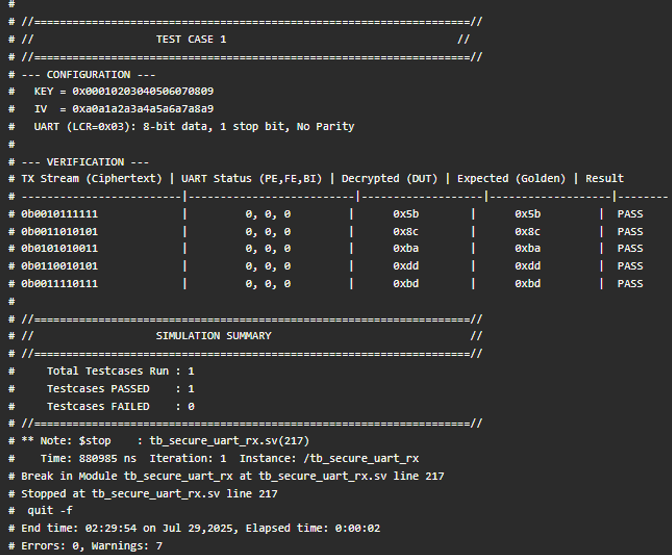 #
# //====================================================================//
# //                   TEST CASE 1                                    //
# //====================================================================//
# --- CONFIGURATION ---
#   KEY = 0x00010203040506070809
#   IV  = 0xa0a1a2a3a4a5a6a7a8a9
#   UART (LCR=0x03): 8-bit data, 1 stop bit, No Parity
#
# --- VERIFICATION ---
# TX Stream (Ciphertext) | UART Status (PE,FE,BI) | Decrypted (DUT) | Expected (Golden) | Result
# -------------------------|--------------------------|-------------------|-------------------|--------
# 0b0010111111             |         0, 0, 0         |      0x5b       |      0x5b         |  PASS
# 0b0011010101             |         0, 0, 0         |      0x8c       |      0x8c         |  PASS
# 0b0101010011             |         0, 0, 0         |      0xba       |      0xba         |  PASS
# 0b0110010101             |         0, 0, 0         |      0xdd       |      0xdd         |  PASS
# 0b0011110111             |         0, 0, 0         |      0xbd       |      0xbd         |  PASS
#
# //====================================================================//
# //                   SIMULATION SUMMARY                               //
# //====================================================================//
#     Total Testcases Run : 1
#     Testcases PASSED    : 1
#     Testcases FAILED    : 0
# //====================================================================//
# ** Note: $stop    : tb_secure_uart_rx.sv(217)
#    Time: 880985 ns  Iteration: 1  Instance: /tb_secure_uart_rx
# Break in Module tb_secure_uart_rx at tb_secure_uart_rx.sv line 217
# Stopped at tb_secure_uart_rx.sv line 217
#  quit -f
# End time: 02:29:54 on Jul 29,2025, Elapsed time: 0:00:02
# Errors: 0, Warnings: 7